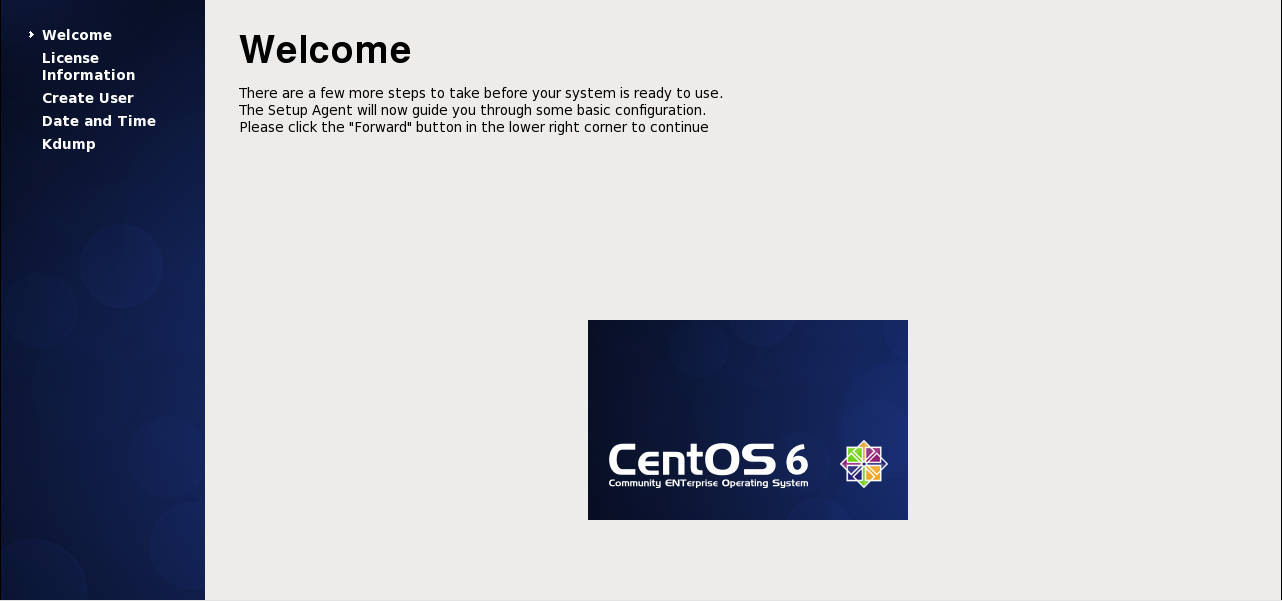 Welcome
License
Information
Create User
Date and Time
Kdump
Welcome
There are a few more steps to take before your system is ready to use.
The Setup Agent will now guide you through some basic configuration.
Please click the "Forward" button in the lower right corner to continue
CentOS 6
Community ENTerprise Operating System